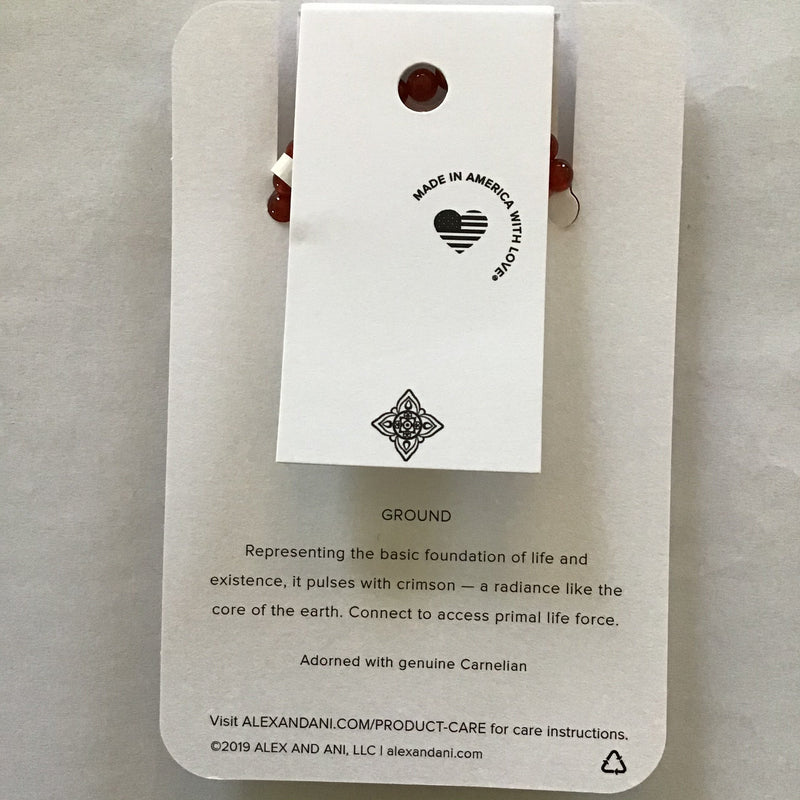 MADE IN AMERICA WITH LOVE®
GROUND
Representing the basic foundation of life and
existence, it pulses with crimson — a radiance like the
core of the earth. Connect to access primal life force.
Adorned with genuine Carnelian
Visit ALEXANDANI.COM/PRODUCT-CARE for care instructions.
©2019 ALEX AND ANI, LLC | alexandani.com